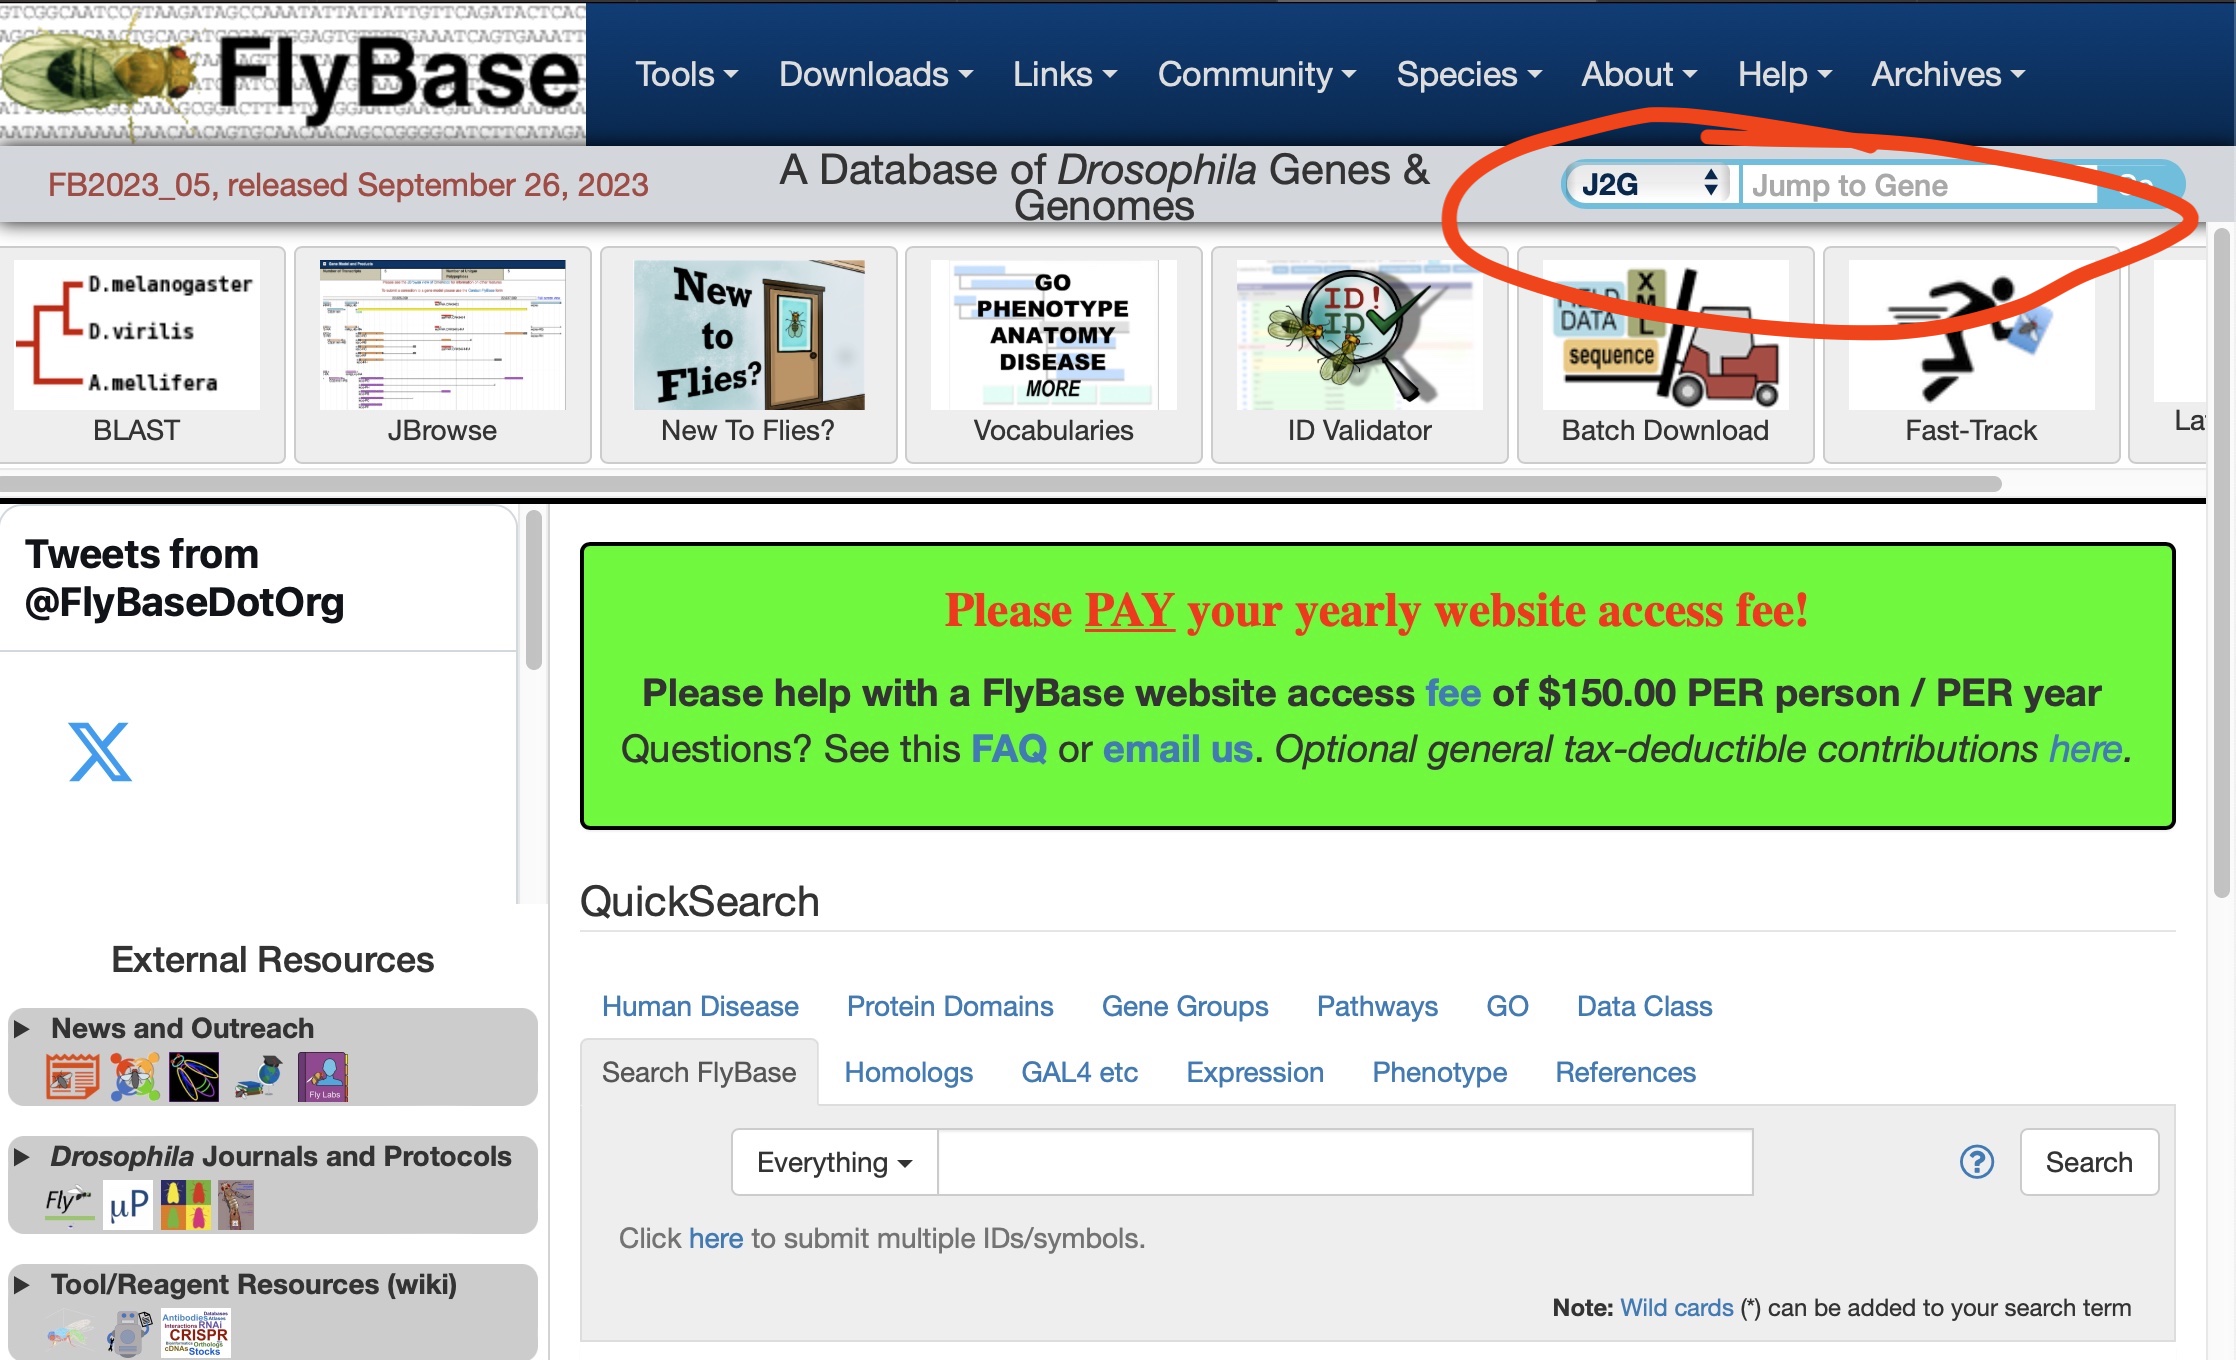 FlyBase
Tools Downloads Links Community Species About Help Archives
FB2023_05, released September 26, 2023
A Database of Drosophila Genes &
Genomes
J2G Jump to Gene
D.melanogaster
D.virilis
A.mellifera
BLAST
JBrowse
New
to
Flies?
New To Flies?
GO
PHENOTYPE
ANATOMY
DISEASE
MORE
Vocabularies
ID!
ID
ID Validator
DATA
XML
sequence
Batch Download
Fast-Track
Tweets from
@FlyBaseDotOrg
Please PAY your yearly website access fee!
Please help with a FlyBase website access fee of $150.00 PER person / PER year
Questions? See this FAQ or email us. Optional general tax-deductible contributions here.
QuickSearch
Human Disease Protein Domains Gene Groups Pathways GO Data Class
Search FlyBase Homologs GAL4 etc Expression Phenotype References
Everything
? Search
Click here to submit multiple IDs/symbols.
Note: Wild cards (*) can be added to your search term
External Resources
News and Outreach
Fly Labs
Drosophila Journals and Protocols
Fly
µP
Tool/Reagent Resources (wiki)
Antibodies
RNAi
CRISPR
cDNAs Stocks